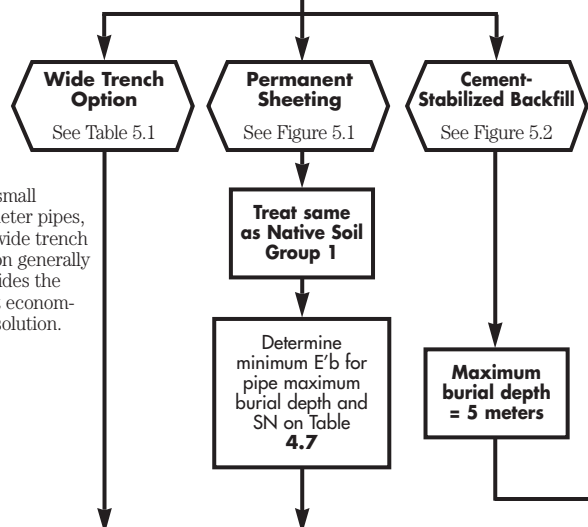 Wide Trench
Option
See Table 5.1
Permanent
Sheeting
See Figure 5.1
Cement-
Stabilized Backfill
See Figure 5.2
small
eter pipes,
wide trench
on generally
ides the
econom-
solution.
Treat same
as Native Soil
Group 1
Determine
minimum E’b for
pipe maximum
burial depth and
SN on Table
4.7
Maximum
burial depth
= 5 meters